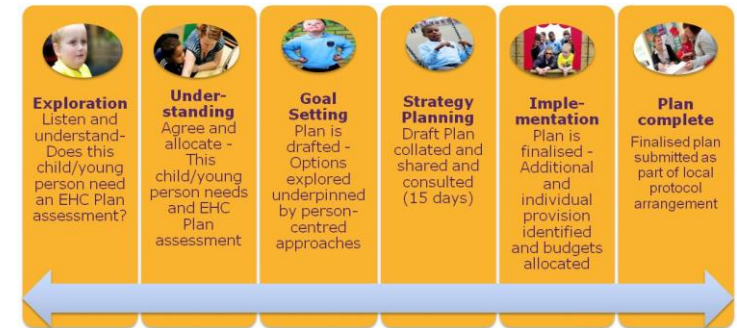 Exploration
Listen and
understand-
Does this
child/young
person need
an EHC Plan
assessment?
Under-
standing
Agree and
allocate -
This
child/young
person needs
and EHC
Plan
assessment
Goal
Setting
Plan is
drafted -
Options
explored
underpinned
by person-
centred
approaches
Strategy
Planning
Draft Plan
collated and
shared and
consulted
(15 days)
Imple-
mentation
Plan is
finalised -
Additional
and
individual
provision
identified
and budgets
allocated
Plan
complete
Finalised plan
submitted as
part of local
protocol
arrangement